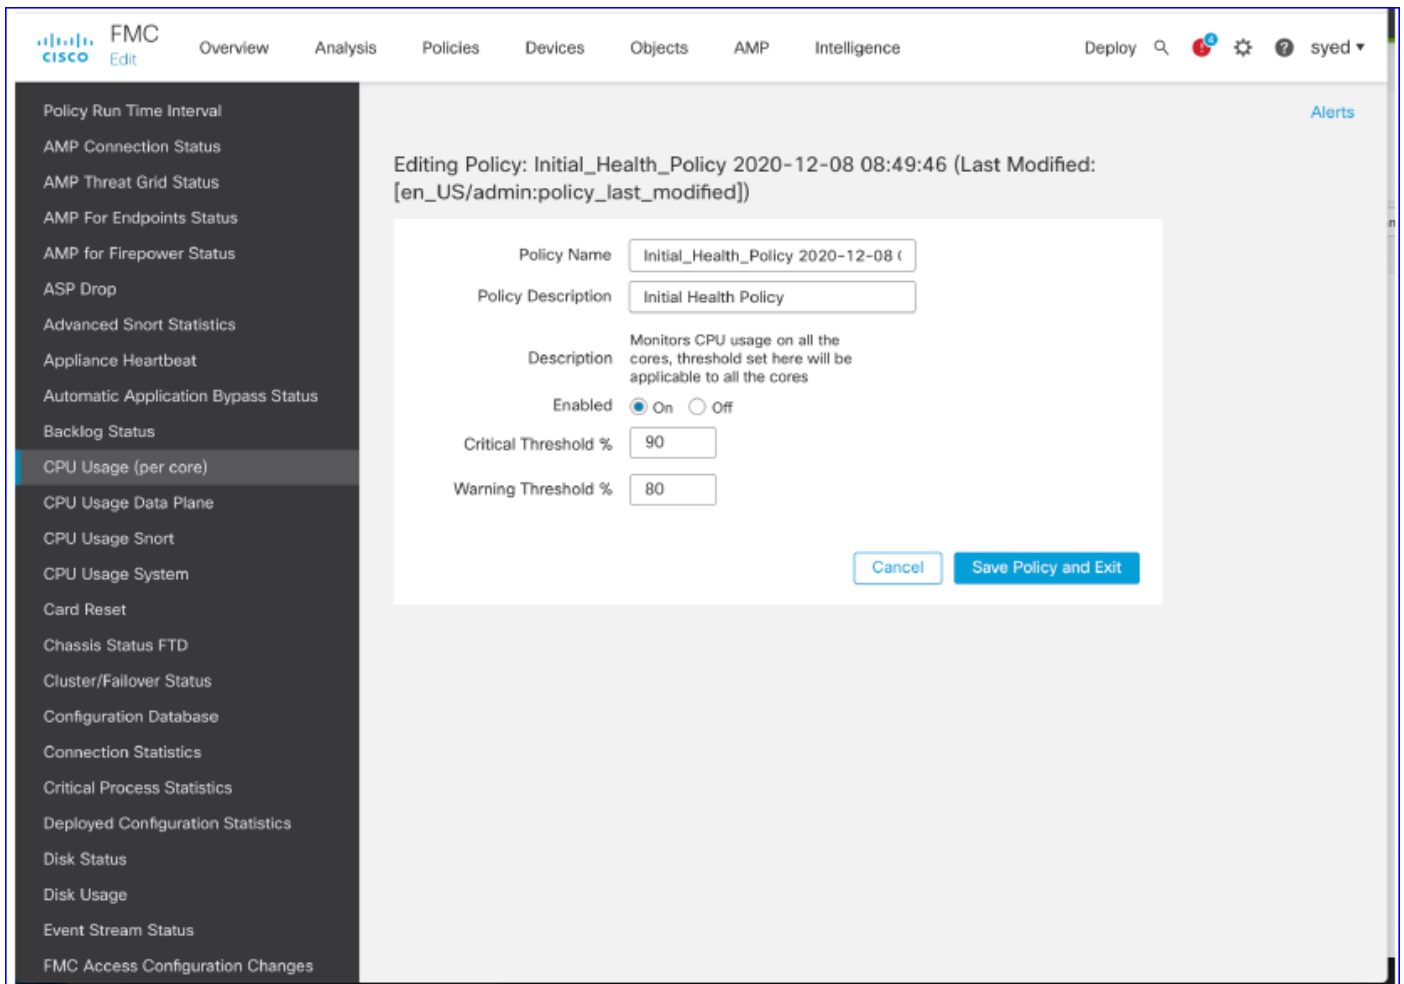 cisco
FMC
Edit
Overview
Analysis
Policies
Devices
Objects
AMP
Intelligence
Deploy
4
syed
Policy Run Time Interval
AMP Connection Status
AMP Threat Grid Status
AMP For Endpoints Status
AMP for Firepower Status
ASP Drop
Advanced Snort Statistics
Appliance Heartbeat
Automatic Application Bypass Status
Backlog Status
CPU Usage (per core)
CPU Usage Data Plane
CPU Usage Snort
CPU Usage System
Card Reset
Chassis Status FTD
Cluster/Failover Status
Configuration Database
Connection Statistics
Critical Process Statistics
Deployed Configuration Statistics
Disk Status
Disk Usage
Event Stream Status
FMC Access Configuration Changes
Alerts
Editing Policy: Initial_Health_Policy 2020-12-08 08:49:46 (Last Modified:
[en_US/admin:policy_last_modified])
Policy Name
Initial_Health_Policy 2020-12-08
Policy Description
Initial Health Policy
Description
Monitors CPU usage on all the
cores, threshold set here will be
applicable to all the cores
Enabled
On
Off
Critical Threshold %
90
Warning Threshold %
80
Cancel
Save Policy and Exit